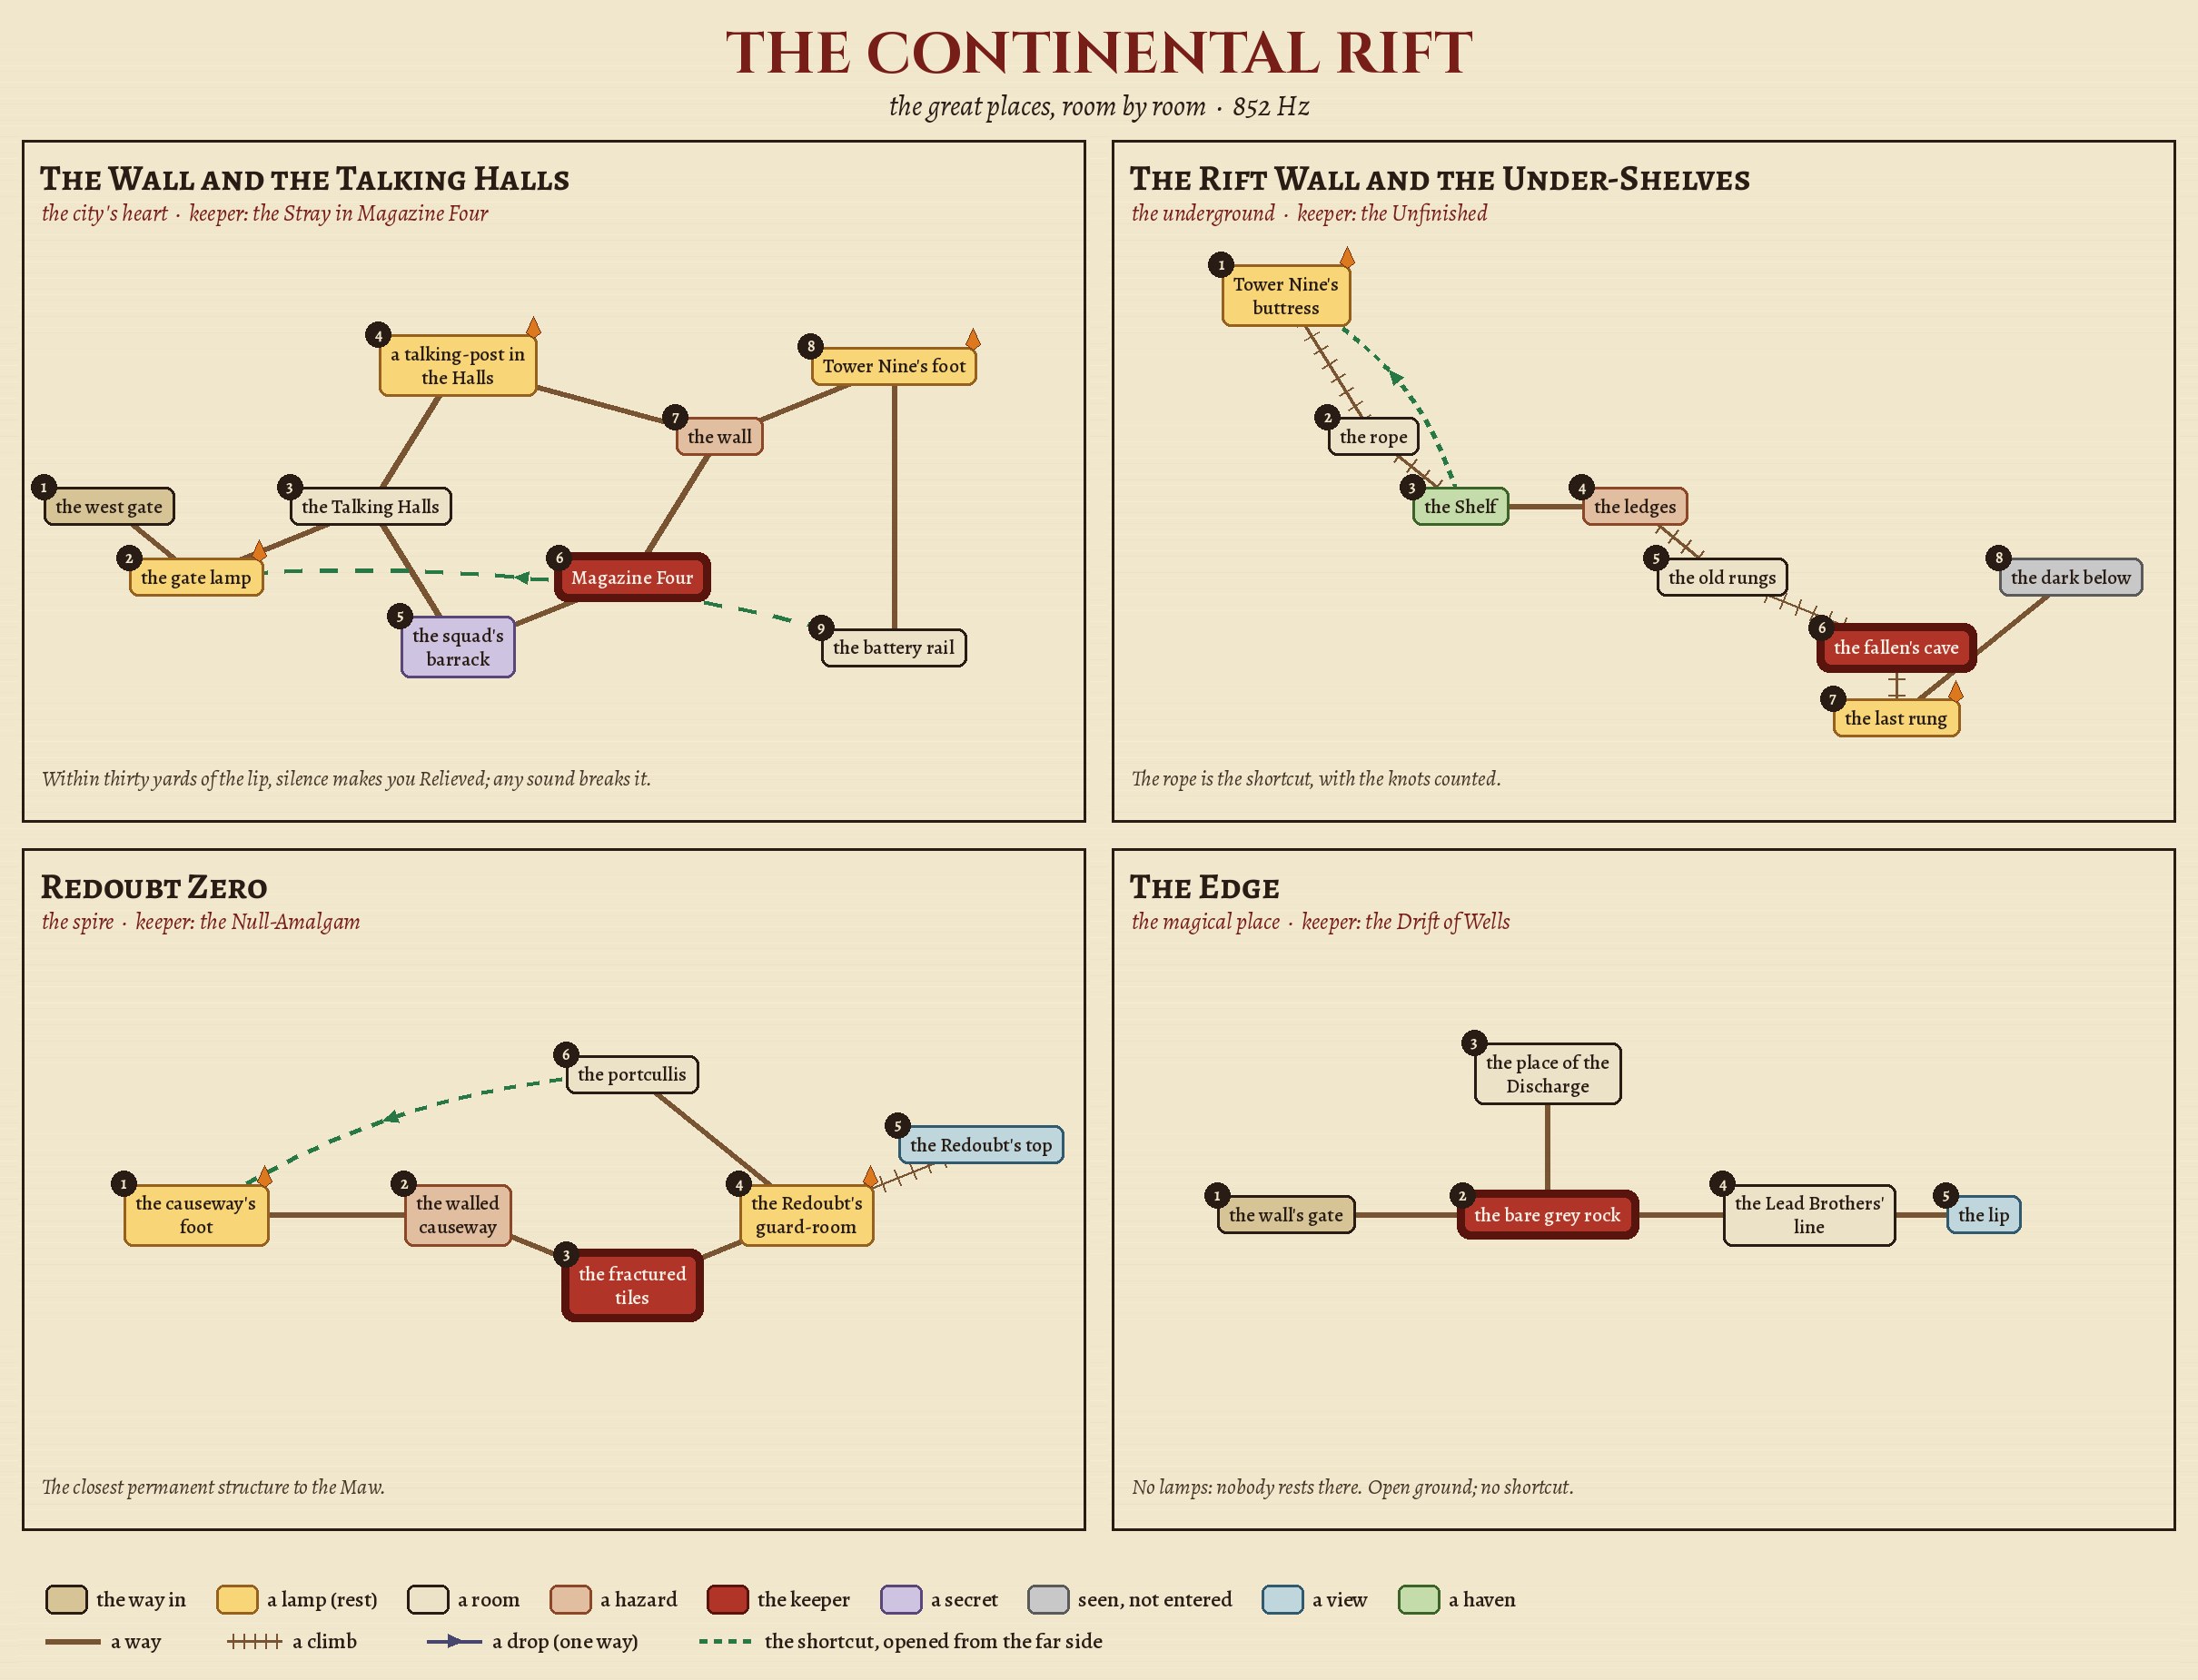 THE CONTINENTAL RIFT
the great places, room by room · 852 Hz
THE WALL AND THE TALKING HALLS
the city's heart · keeper: the Stray in Magazine Four
4
a talking-post in
the Halls
8
Tower Nine's foot
7
the wall
1
the west gate
3
the Talking Halls
2
the gate lamp
6
Magazine Four
5
the squad's
barrack
9
the battery rail
Within thirty yards of the lip, silence makes you Relieved; any sound breaks it.
THE RIFT WALL AND THE UNDER-SHELVES
the underground · keeper: the Unfinished
1
Tower Nine's
buttress
2
the rope
3
the Shelf
4
the ledges
5
the old rungs
8
the dark below
6
the fallen's cave
7
the last rung
The rope is the shortcut, with the knots counted.
REDOUBT ZERO
the spire · keeper: the Null-Amalgam
6
the portcullis
5
the Redoubt's top
1
the causeway's
foot
2
the walled
causeway
4
the Redoubt's
guard-room
3
the fractured
tiles
The closest permanent structure to the Maw.
THE EDGE
the magical place · keeper: the Drift of Wells
3
the place of the
Discharge
1
the wall's gate
2
the bare grey rock
4
the Lead Brothers'
line
5
the lip
No lamps: nobody rests there. Open ground; no shortcut.
the way in
a lamp (rest)
a room
a hazard
the keeper
a secret
seen, not entered
a view
a haven
a way
a climb
a drop (one way)
the shortcut, opened from the far side